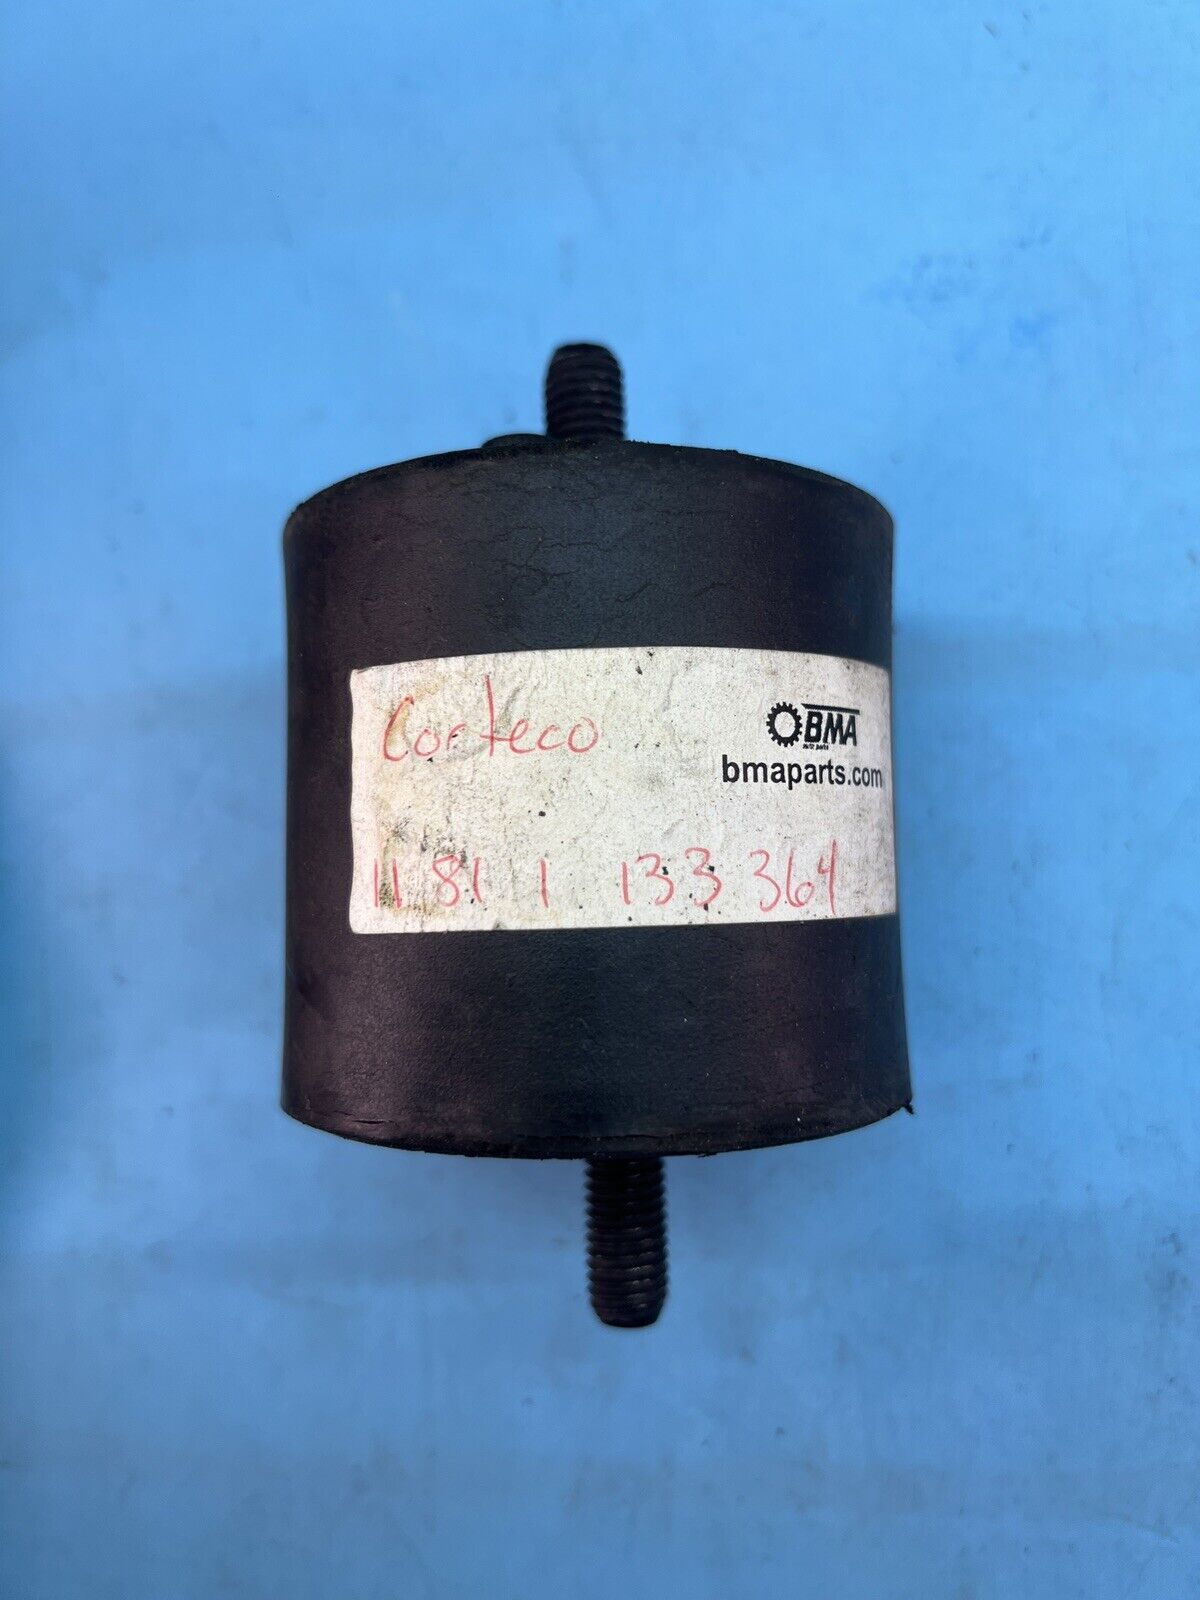 Corteco
BMA
auto parts
bmaparts.com
11 81 1 133 364